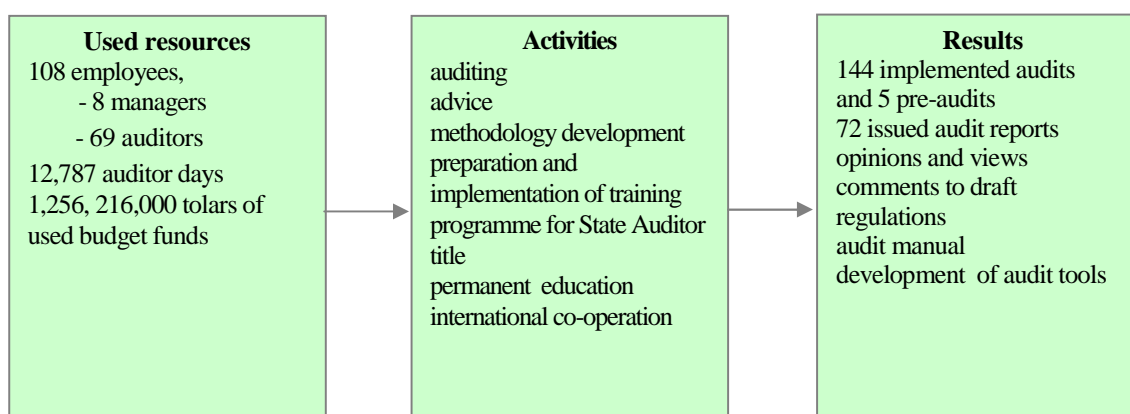 Used resources
108 employees,
- 8 managers
- 69 auditors
12,787 auditor days
1,256, 216,000 tolars of
used budget funds
Activities
auditing
advice
methodology development
preparation and
implementation of training
programme for State Auditor
title
permanent education
international co-operation
Results
144 implemented audits
and 5 pre-audits
72 issued audit reports
opinions and views
comments to draft
regulations
audit manual
development of audit tools